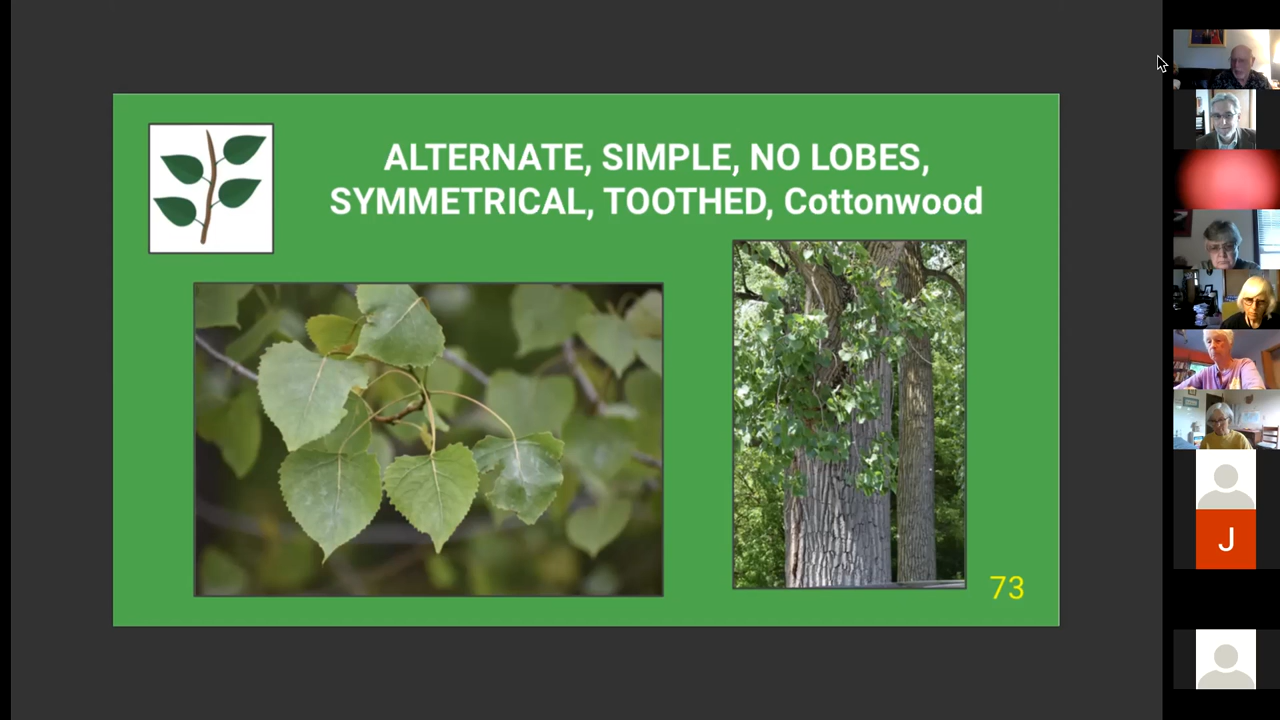 ALTERNATE, SIMPLE, NO LOBES,
SYMMETRICAL, TOOTHED, Cottonwood
73
J